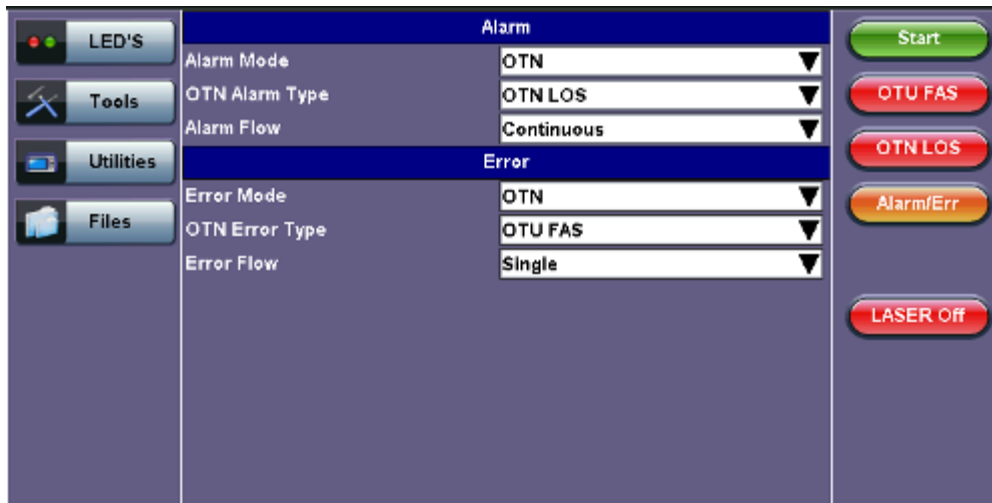 LED'S
Tools
Utilities
Files
Alarm
Alarm Mode OTN
OTN Alarm Type OTN LOS
Alarm Flow Continuous
Error
Error Mode OTN
OTN Error Type OTU FAS
Error Flow Single
Start
OTU FAS
OTN LOS
Alarm/Err
LASER Off